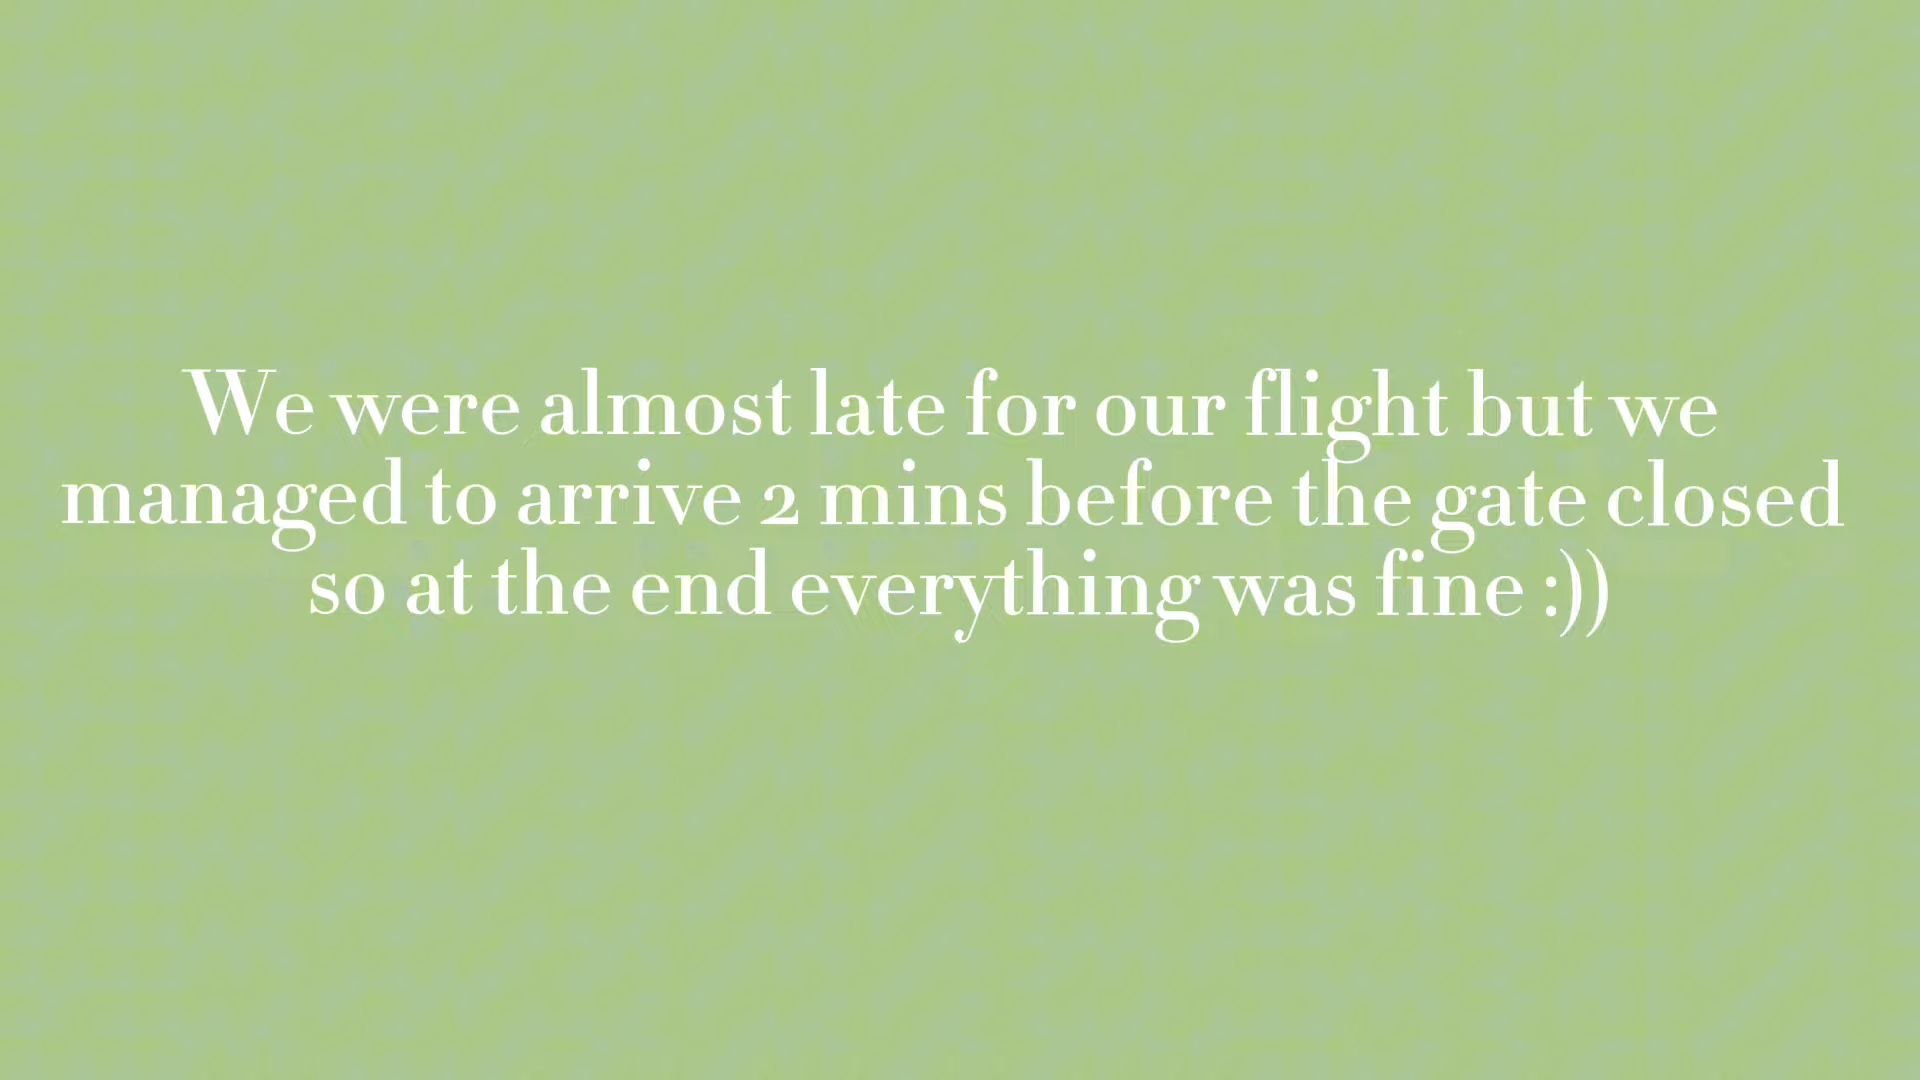 We were almost late for our flight but we
managed to arrive 2 mins before the gate closed
so at the end everything was fine :))